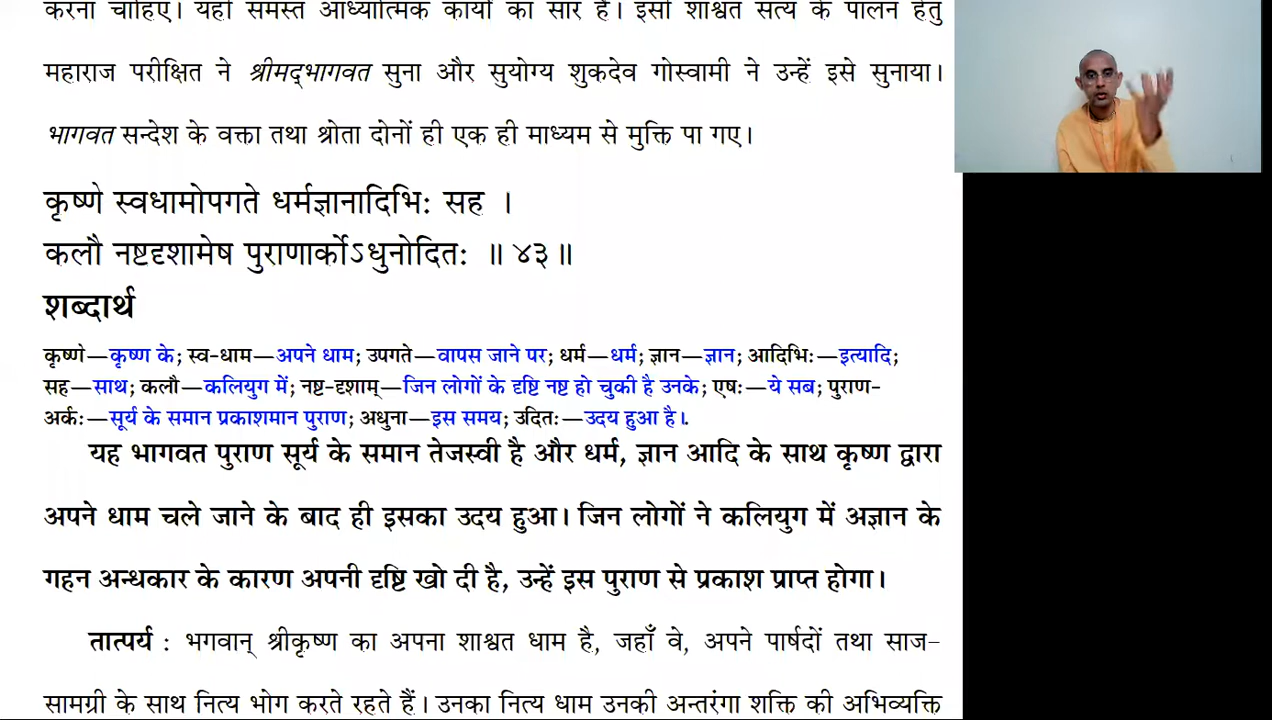 करना चाहिए। यही समस्त आध्यात्मिक कार्यों का सार है। इसी शाश्वत सत्य के पालन हेतु
महाराज परीक्षित ने श्रीमद्‌भागवत सुना और सुयोग्य शुकदेव गोस्वामी ने उन्हें इसे सुनाया।
भागवत सन्देश के वक्ता तथा श्रोता दोनों ही एक ही माध्यम से मुक्ति पा गए।
कृष्णे स्वधामोपगते धर्मज्ञानादिभिः सह ।
कलौ नष्टदृशामेष पुराणार्कोऽधुनोदितः ॥ ४३॥
शब्दार्थ
कृष्णे—कृष्ण के; स्व-धाम—अपने धाम; उपगते—वापस जाने पर; धर्म—धर्म; ज्ञान—ज्ञान; आदिभिः—इत्यादि;
सह—साथ; कलौ—कलियुग में; नष्ट-दृशाम्—जिन लोगों के दृष्टि नष्ट हो चुकी है उनके; एषः—ये सब; पुराण-
अर्कः—सूर्य के समान प्रकाशमान पुराण; अधुना—इस समय; उदितः—उदय हुआ है।.
यह भागवत पुराण सूर्य के समान तेजस्वी है और धर्म, ज्ञान आदि के साथ कृष्ण द्वारा
अपने धाम चले जाने के बाद ही इसका उदय हुआ। जिन लोगों ने कलियुग में अज्ञान के
गहन अन्धकार के कारण अपनी दृष्टि खो दी है, उन्हें इस पुराण से प्रकाश प्राप्त होगा।
तात्पर्य : भगवान् श्रीकृष्ण का अपना शाश्वत धाम है, जहाँ वे, अपने पार्षदों तथा साज-
सामग्री के साथ नित्य भोग करते रहते हैं। उनका नित्य धाम उनकी अन्तरंगा शक्ति की अभिव्यक्ति